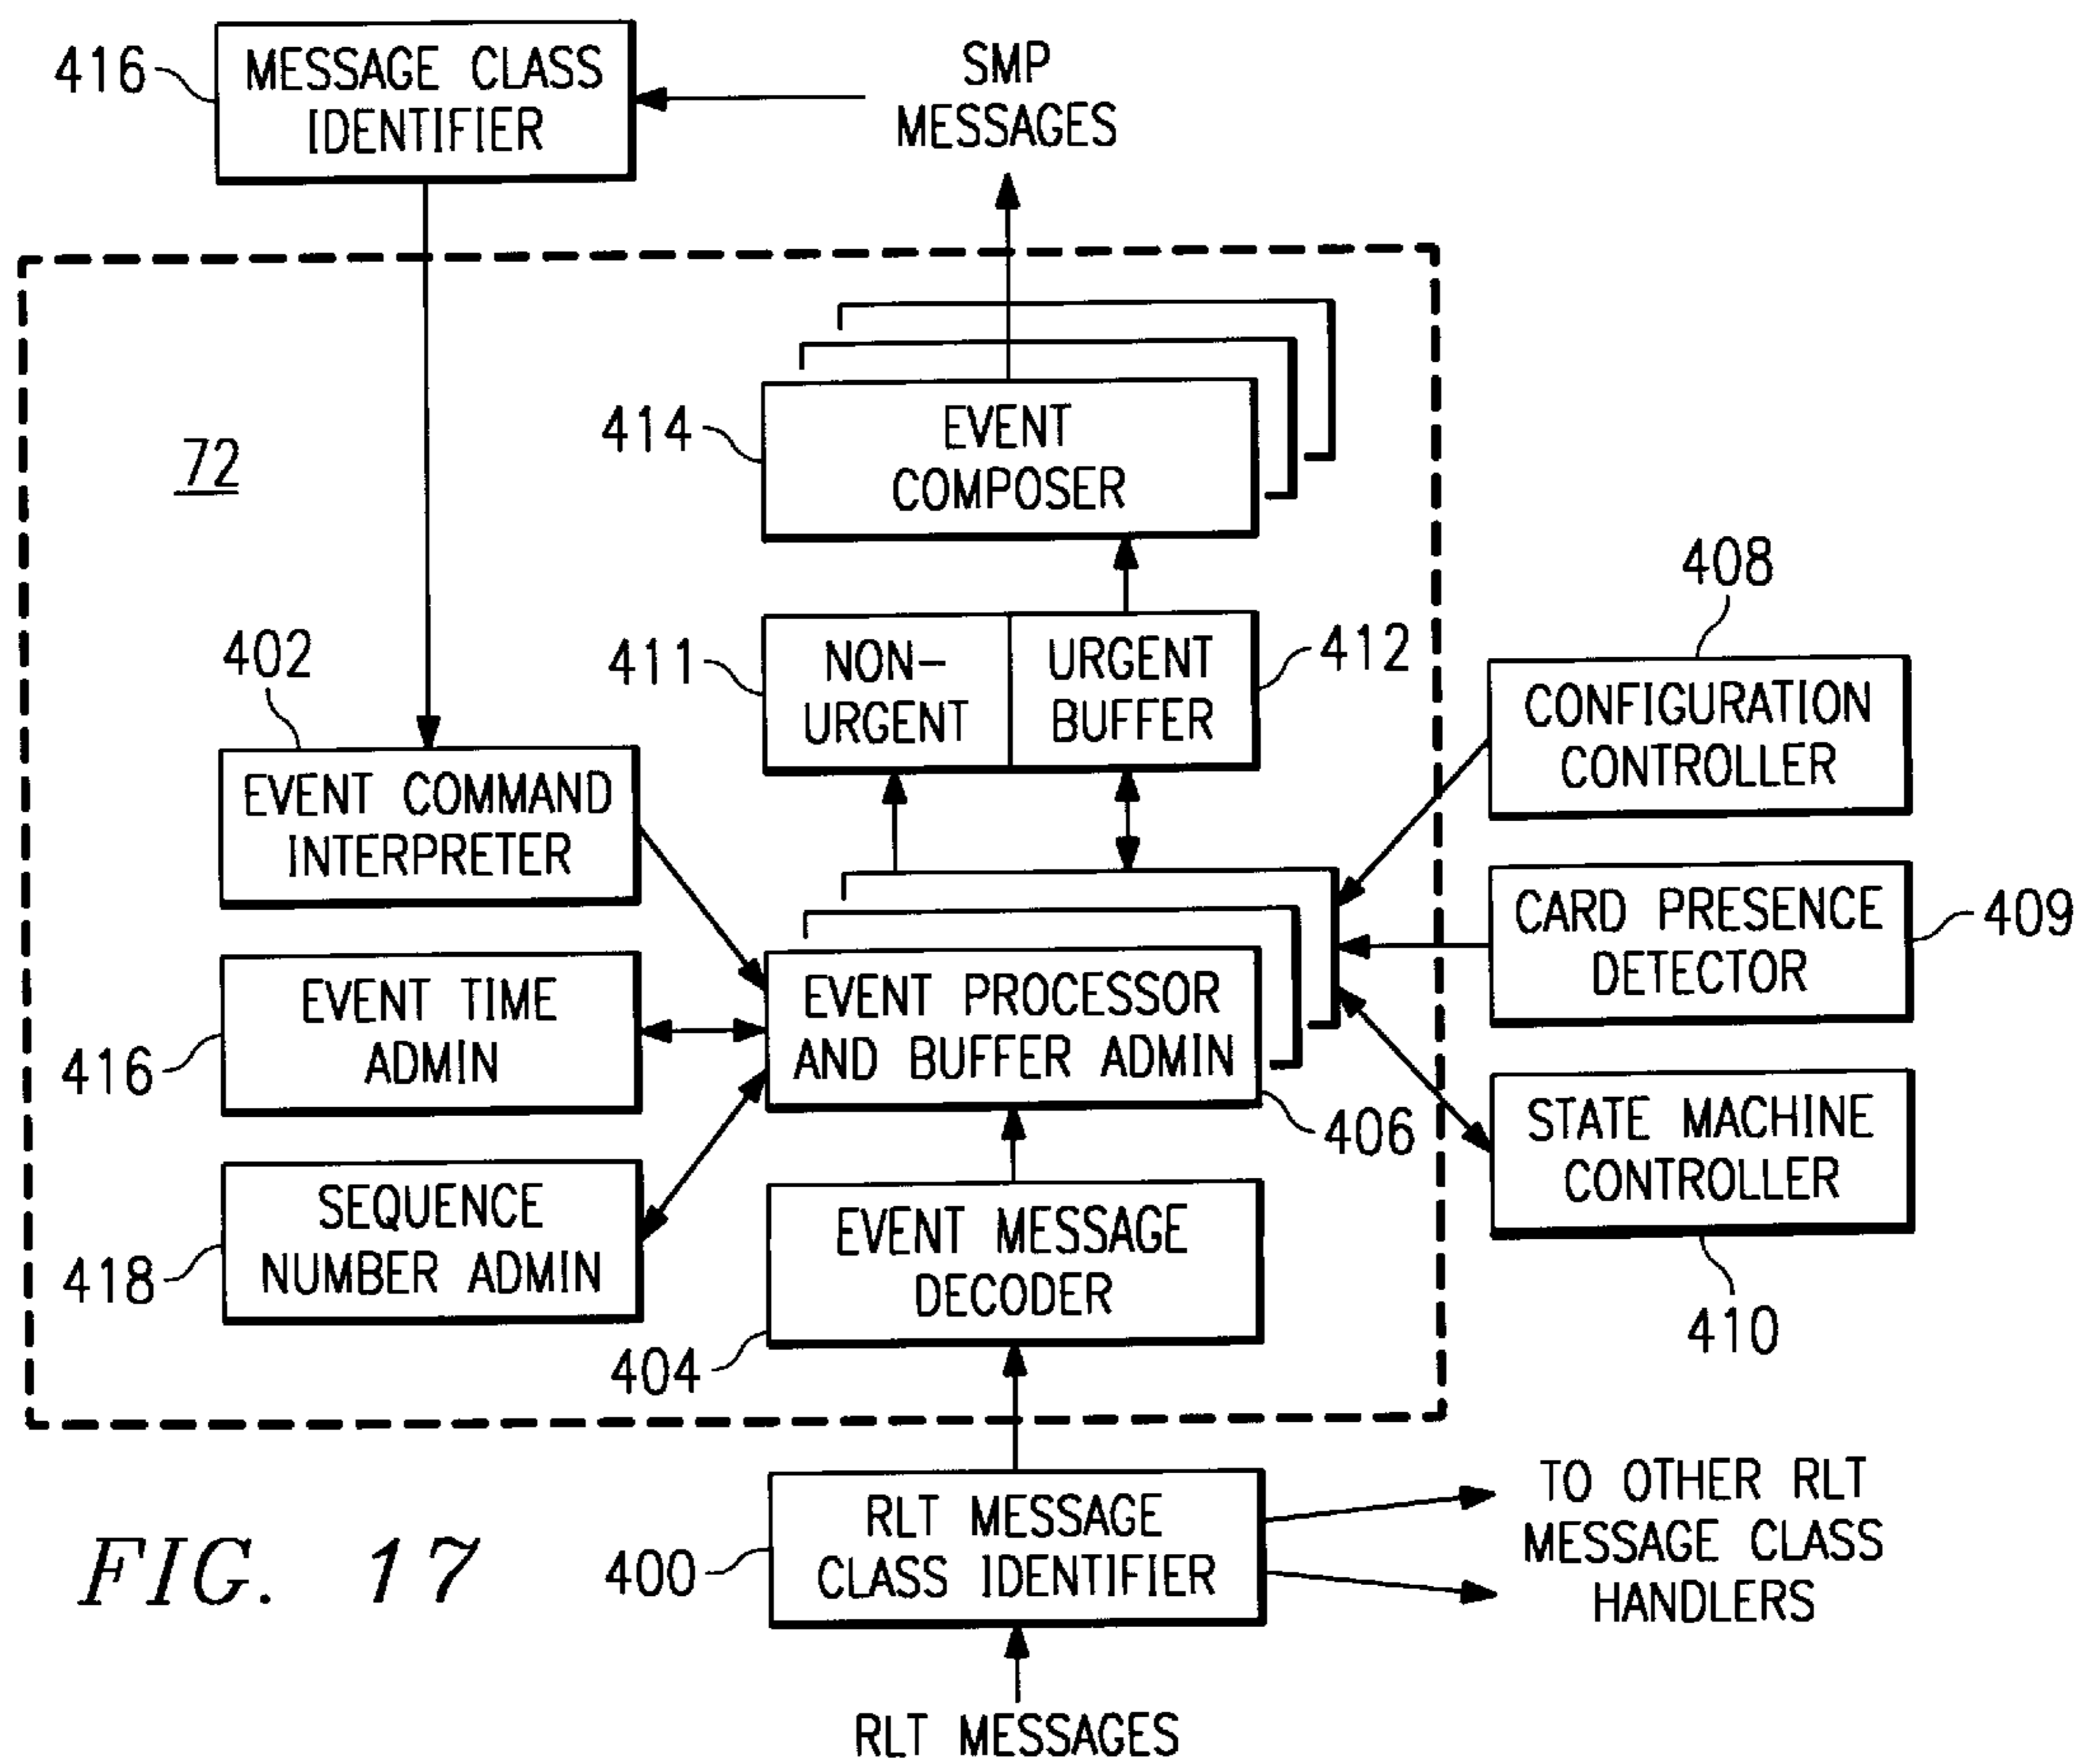 416
MESSAGE CLASS
IDENTIFIER
SMP
MESSAGES
72
414
EVENT
COMPOSER
408
402
411
NON-
URGENT
URGENT
BUFFER
412
CONFIGURATION
CONTROLLER
EVENT COMMAND
INTERPRETER
CARD PRESENCE
DETECTOR
409
416
EVENT TIME
ADMIN
EVENT PROCESSOR
AND BUFFER ADMIN
406
STATE MACHINE
CONTROLLER
410
418
SEQUENCE
NUMBER ADMIN
EVENT MESSAGE
DECODER
404
FIG. 17
400
RLT MESSAGE
CLASS IDENTIFIER
TO OTHER RLT
MESSAGE CLASS
HANDLERS
RLT MESSAGES